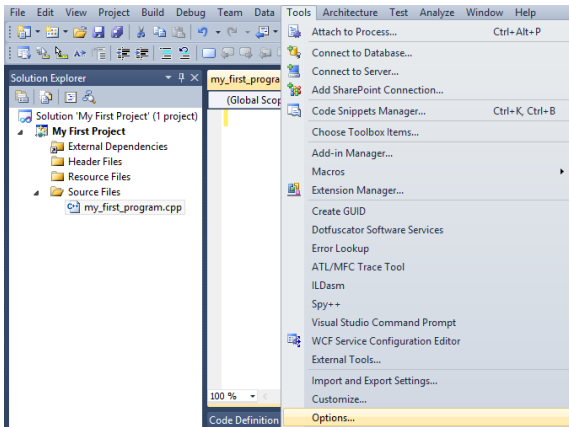 File Edit View Project Build Debug Team Data Tools Architecture Test Analyze Window Help
Solution Explorer
Solution 'My First Project' (1 project)
My First Project
External Dependencies
Header Files
Resource Files
Source Files
my_first_program.cpp
my_first_progra
(Global Scop
100 %
Code Definition
Attach to Process... Ctrl+Alt+P
Connect to Database...
Connect to Server...
Add SharePoint Connection...
Code Snippets Manager... Ctrl+K, Ctrl+B
Choose Toolbox Items...
Add-in Manager...
Macros
Extension Manager...
Create GUID
Dotfuscator Software Services
Error Lookup
ATL/MFC Trace Tool
ILDasm
Spy++
Visual Studio Command Prompt
WCF Service Configuration Editor
External Tools...
Import and Export Settings...
Customize...
Options...